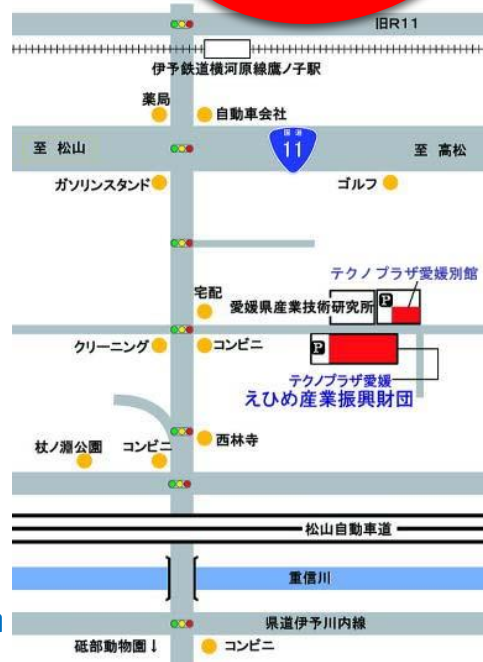 旧R11
伊予鉄道横河原線鷹ノ子駅
薬局
自動車会社
至 松山
国道
11
至 高松
ガソリンスタンド
ゴルフ
テクノプラザ愛媛別館
宅配
愛媛県産業技術研究所
P
クリーニング
コンビニ
P
テクノプラザ愛媛
えひめ産業振興財団
杖ノ淵公園
コンビニ
西林寺
松山自動車道
重信川
県道伊予川内線
砥部動物園↓
コンビニ